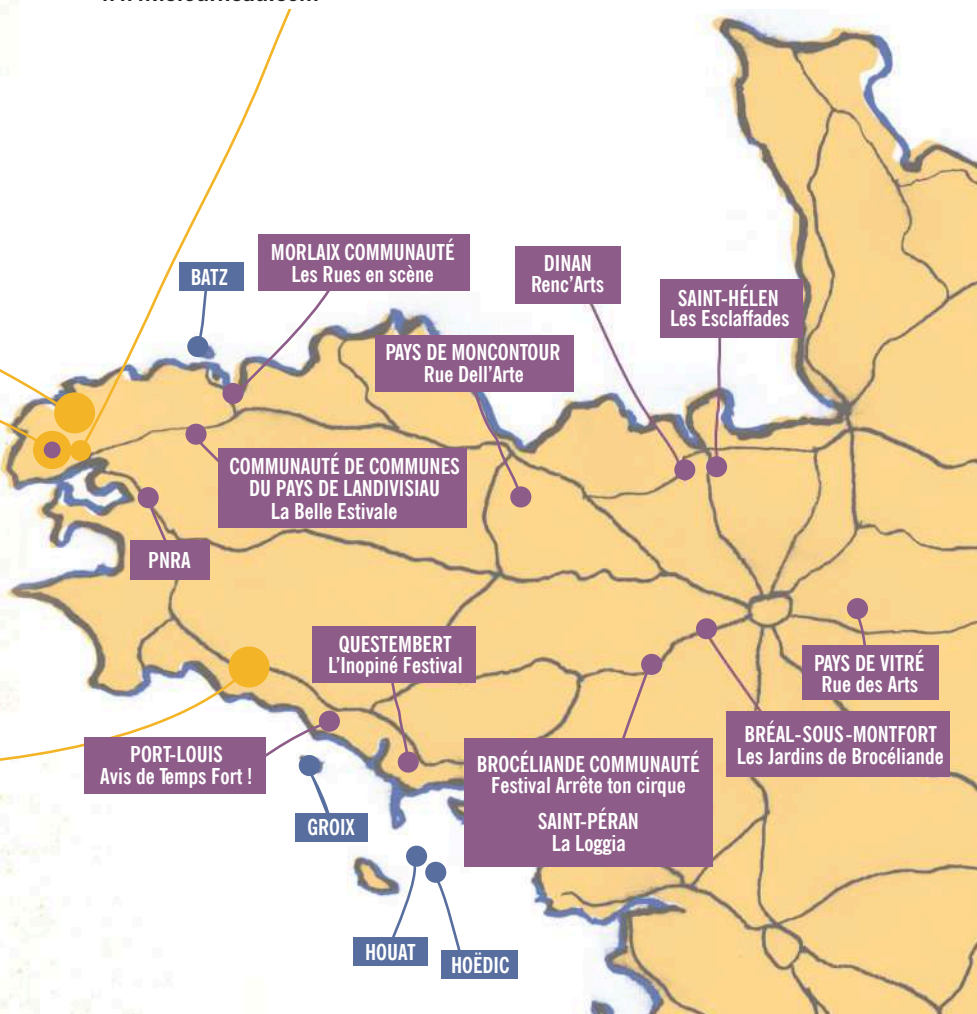 BATZ
MORLAIX COMMUNAUTÉ
Les Rues en scène
DINAN
Renc'Arts
SAINT-HÉLEN
Les Esclaffades
PAYS DE MONCONTOUR
Rue Dell'Arte
COMMUNAUTÉ DE COMMUNES
DU PAYS DE LANDIVISIAU
La Belle Estivale
PNRA
QUESTEMBERT
L'Inopiné Festival
PAYS DE VITRÉ
Rue des Arts
BRÉAL-SOUS-MONTFORT
Les Jardins de Brocéliande
PORT-LOUIS
Avis de Temps Fort !
BROCÉLIANDE COMMUNAUTÉ
Festival Arrête ton cirque
SAINT-PÉRAN
La Loggia
GROIX
HOUAT
HOËDIC